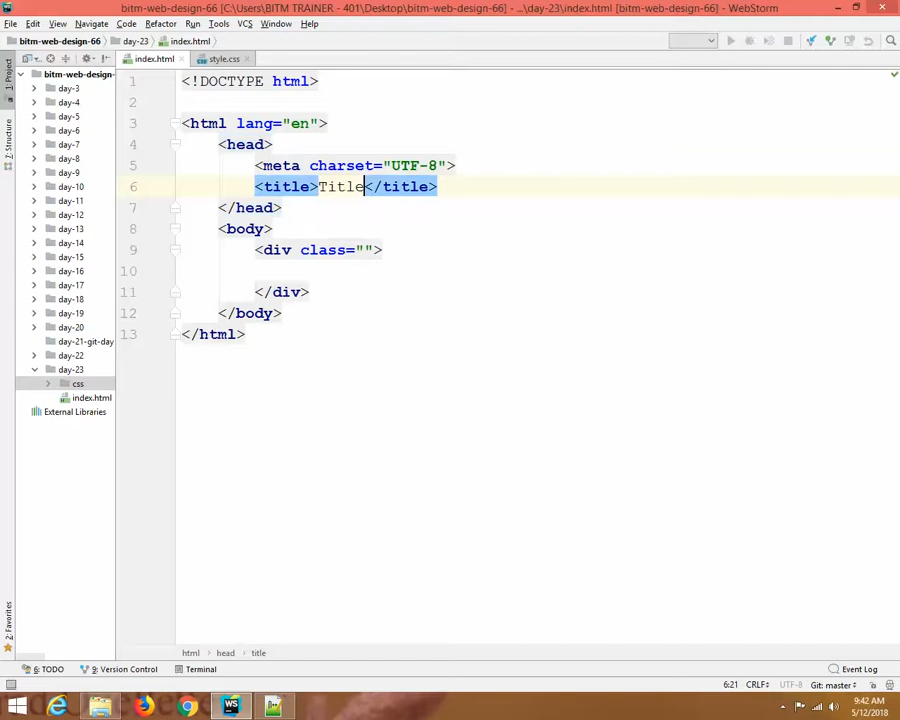 bitm-web-design-66 [C:\Users\BITM TRAINER - 401\Desktop\bitm-web-design-66] - ...\day-23\index.html [bitm-web-design-66] - WebStorm
File Edit View Navigate Code Refactor Run Tools VCS Window Help
bitm-web-design-66 day-23 index.html
index.html style.css
1: Project
7: Structure
2: Favorites
bitm-web-design-
day-3
day-4
day-5
day-6
day-7
day-8
day-9
day-10
day-11
day-12
day-13
day-14
day-15
day-16
day-17
day-18
day-19
day-20
day-21-git-day
day-22
day-23
css
index.html
External Libraries
1 <!DOCTYPE html>
2
3 <html lang="en">
4 <head>
5 <meta charset="UTF-8">
6 <title>Title</title>
7 </head>
8 <body>
9 <div class="">
10
11 </div>
12 </body>
13 </html>
html head title
6: TODO 9: Version Control Terminal Event Log
6:21 CRLF UTF-8 Git: master
WS
9:42 AM
5/12/2018